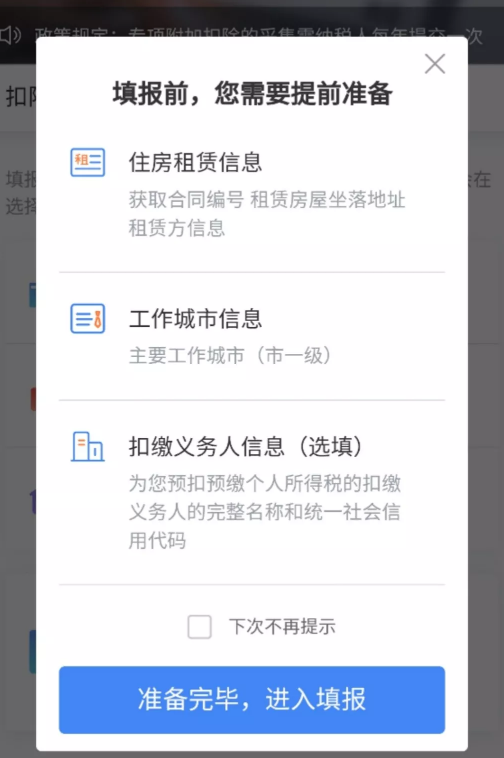 政策规定：专项附加扣除的采集需纳税人每年提交一次
扣除
填报前，您需要提前准备
租
住房租赁信息
填报
获取合同编号 租赁房屋坐落地址
会在
选择
租赁方信息
工作城市信息
主要工作城市（市一级）
扣缴义务人信息（选填）
为您预扣预缴个人所得税的扣缴
义务人的完整名称和统一社会信
用代码
下次不再提示
准备完毕，进入填报